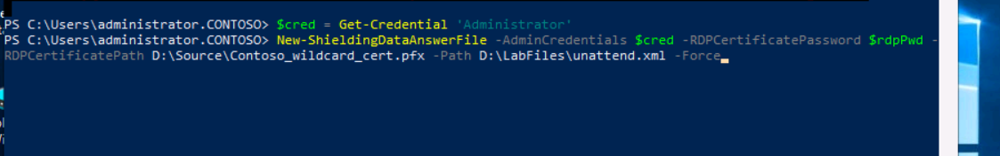 PS C:\Users\administrator.CONTOSO> $cred = Get-Credential 'Administrator'
PS C:\Users\administrator.CONTOSO> New-ShieldingDataAnswerFile -AdminCredentials $cred -RDPCertificatePassword $rdpPwd -
RDPCertificatePath D:\Source\Contoso_wildcard_cert.pfx -Path D:\LabFiles\unattend.xml -Force